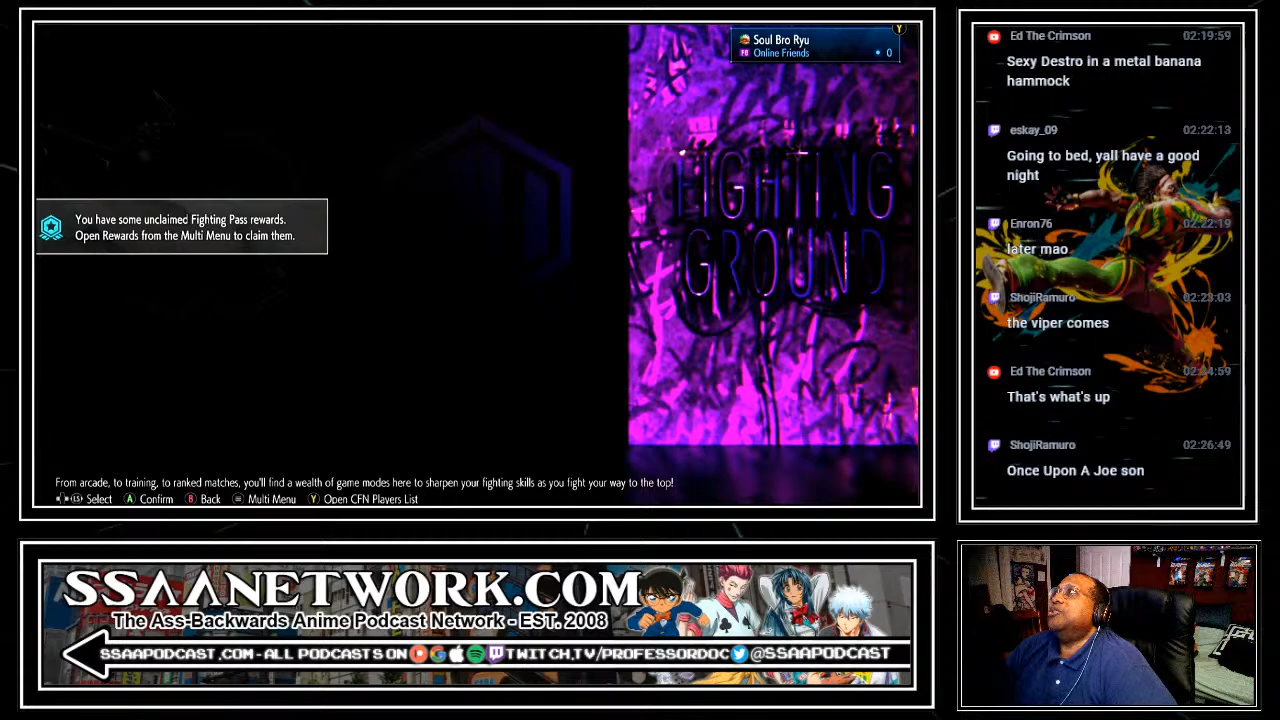 Soul Bro Ryu
Y
FG Online Friends 0
FIGHTING
GROUND
You have some unclaimed Fighting Pass rewards.
Open Rewards from the Multi Menu to claim them.
From arcade, to training, to ranked matches, you'll find a wealth of game modes here to sharpen your fighting skills as you fight your way to the top!
LS Select A Confirm B Back Multi Menu Y Open CFN Players List
Ed The Crimson 02:19:59
Sexy Destro in a metal banana
hammock
eskay_09 02:22:13
Going to bed, yall have a good
night
Enron76 02:22:19
later mao
ShojiRamuro 02:23:03
the viper comes
Ed The Crimson 02:24:59
That's what's up
ShojiRamuro 02:26:49
Once Upon A Joe son
SSAANETWORK.COM
The Ass-Backwards Anime Podcast Network - EST. 2008
SSAAPODCAST.COM - ALL PODCASTS ON TWITCH.TV/PROFESSORDOC @SSAAPODCAST